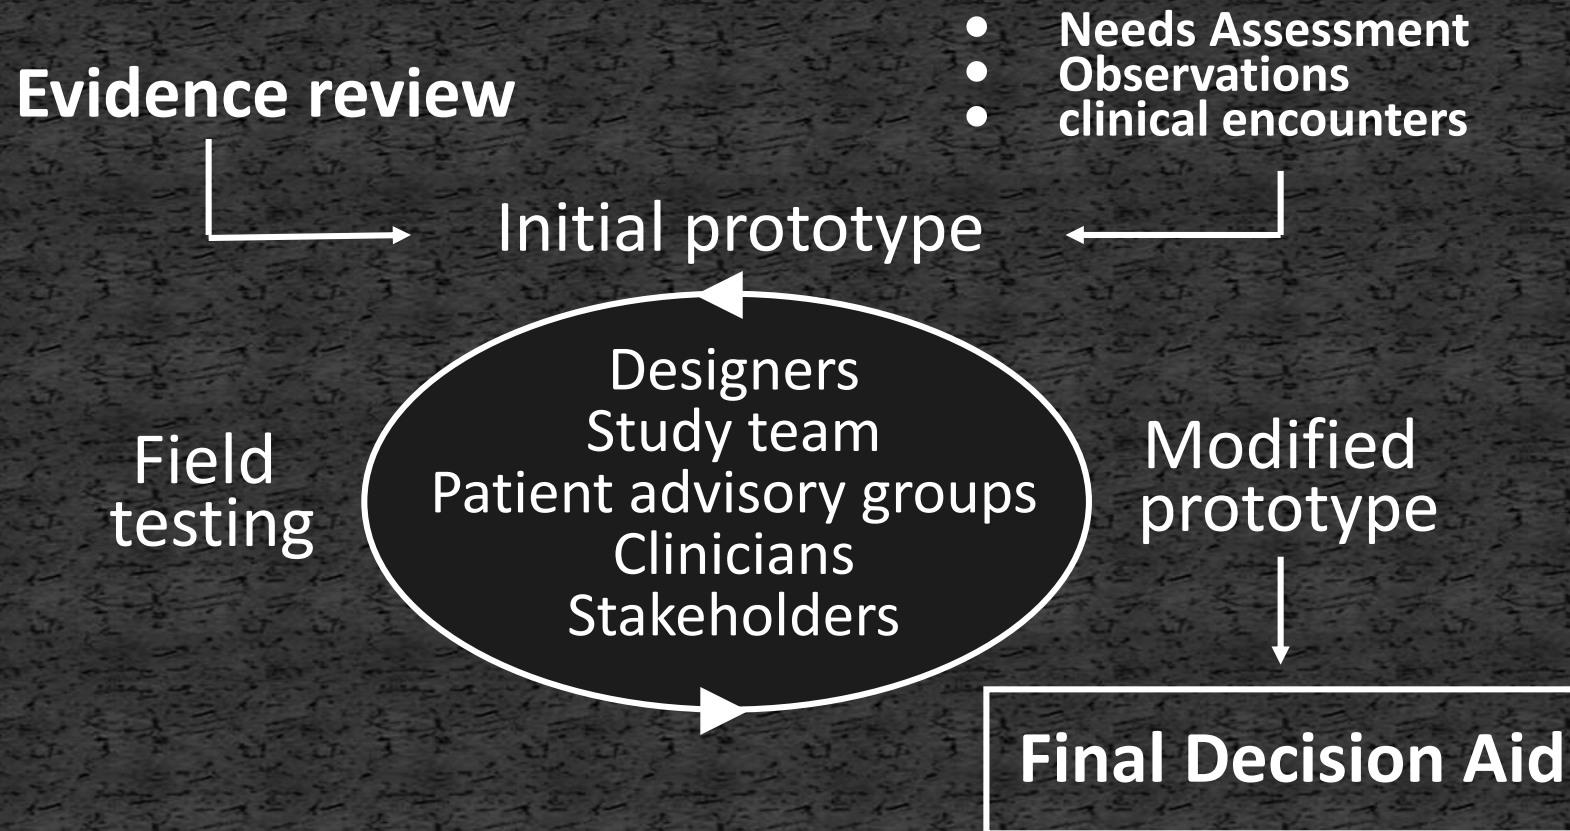 Evidence review
• Needs Assessment
• Observations
• clinical encounters
Initial prototype
Designers
Study team
Patient advisory groups
Clinicians
Stakeholders
Field
testing
Modified
prototype
Final Decision Aid